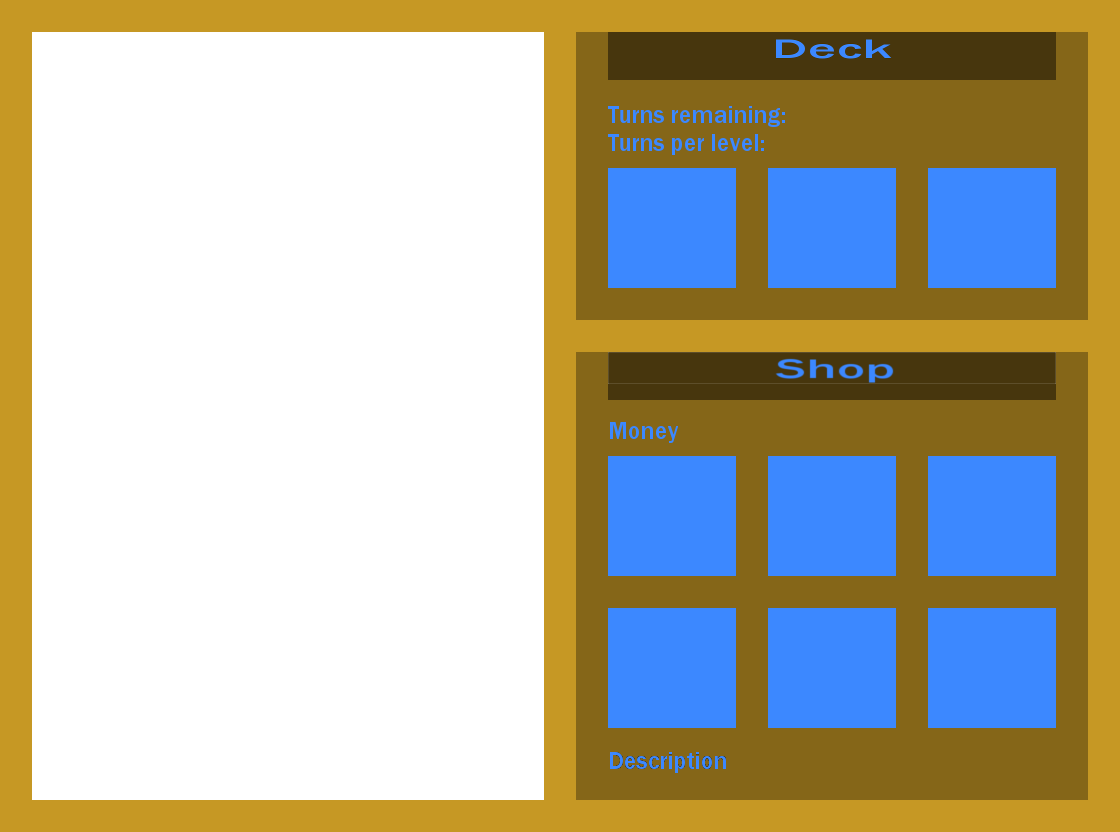 Deck
Turns remaining:
Turns per level:
Shop
Money
Description